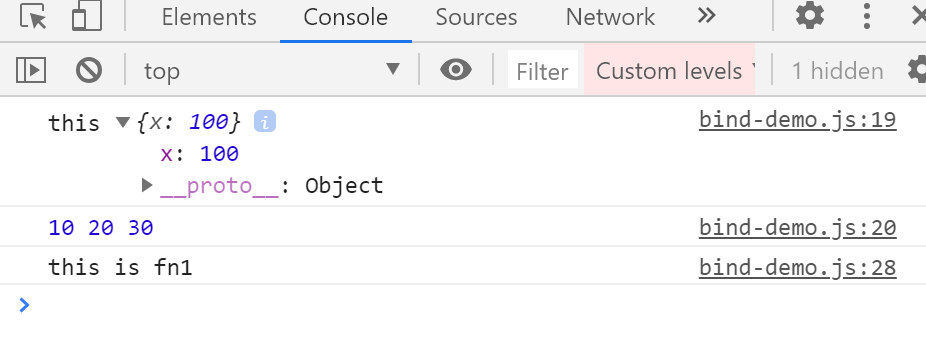 Elements Console Sources Network
top Filter Custom levels 1 hidden
this {x: 100} i bind-demo.js:19
x: 100
__proto__: Object
10 20 30 bind-demo.js:20
this is fn1 bind-demo.js:28